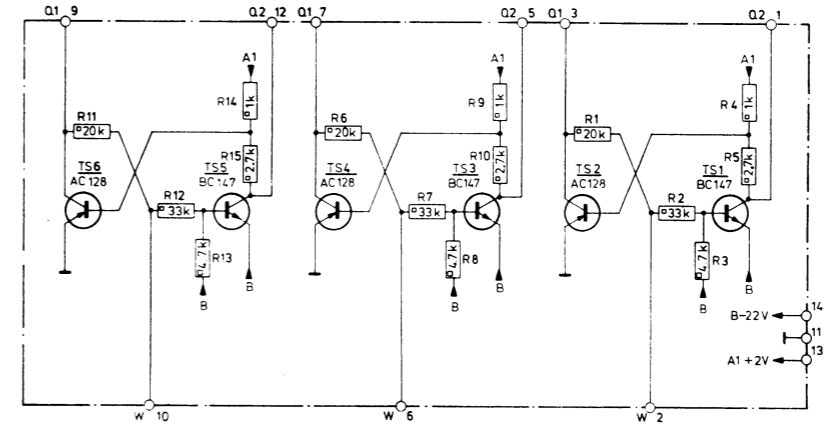 Q1 9 Q2 12 Q1 7 Q2 5 Q1 3 Q2 1
A1 A1 A1
R14 1k R9 1k R4 1k
R11 R6 R1
20k 20k 20k
R15 2,7k R10 2,7k R5 2,7k
TS6 TS5 TS4 TS3 TS2 TS1
AC128 BC147 AC128 BC147 AC128 BC147
R12 R7 R2
33k 33k 33k
4,7k R13 4,7k R8 4,7k R3
B B B
B B B
B-22V 14
11
13
A1+2V
W 10 W 6 W 2